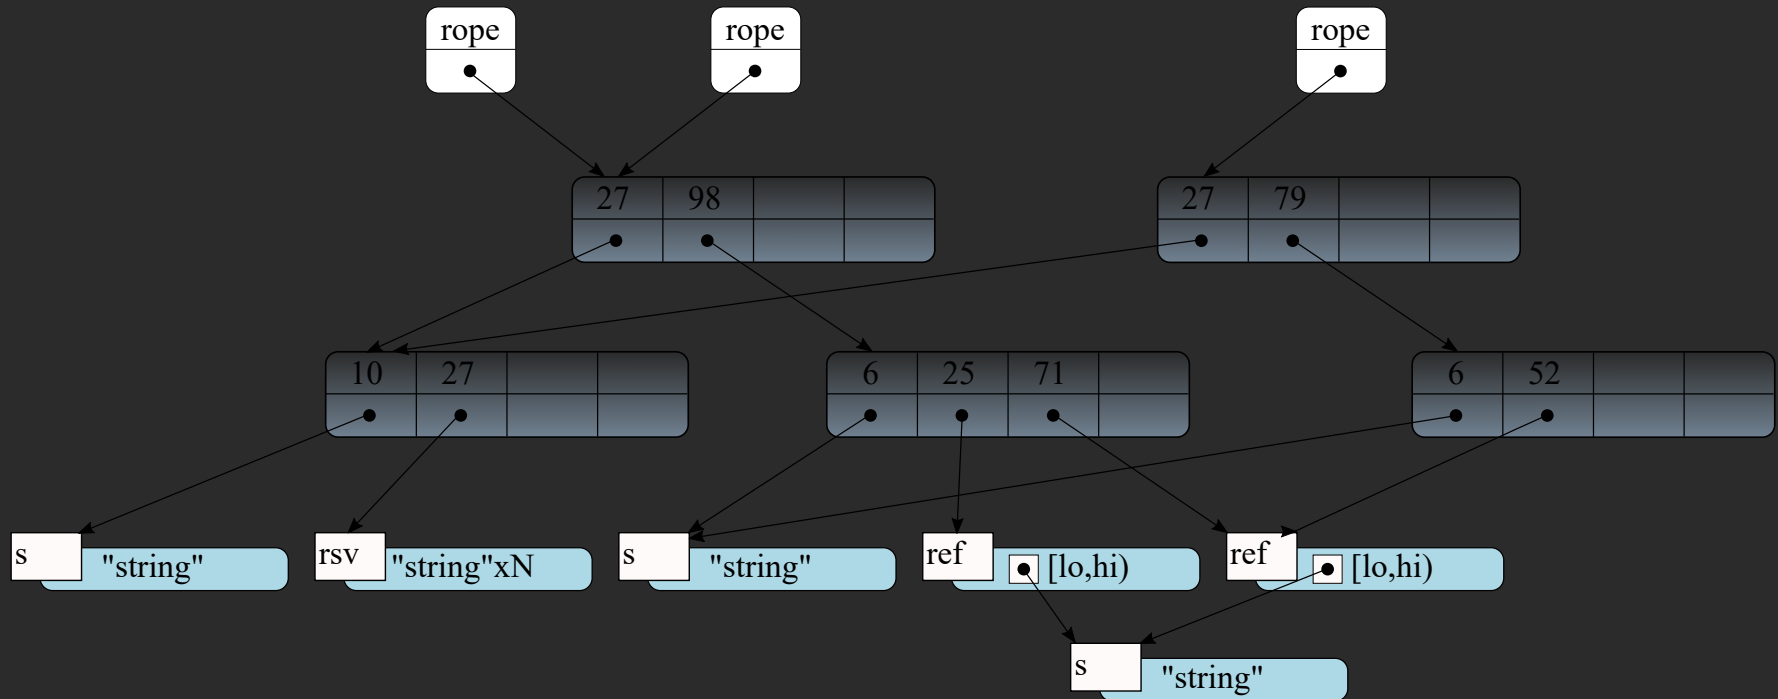 rope rope rope
27 98 27 79
10 27 6 25 71 6 52
s "string" rsv "string"xN s "string" ref [lo,hi) ref [lo,hi)
s "string"